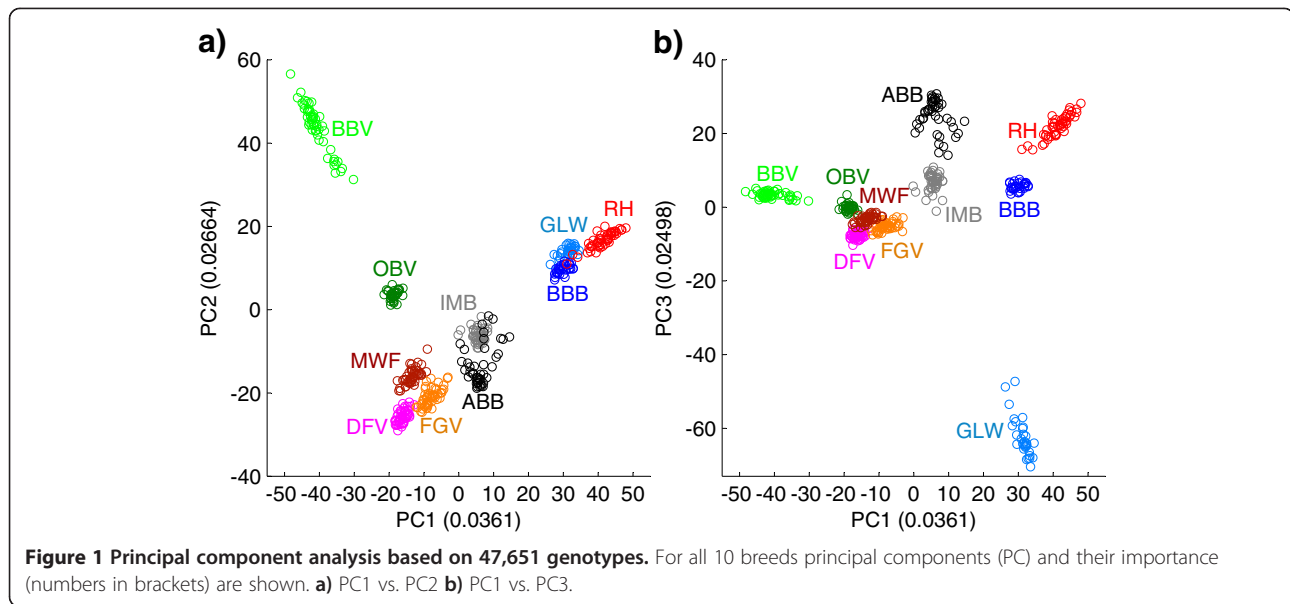 a)
60
40
20
0
-20
-40
PC2 (0.02664)
BBV
OBV
MWF
DFV
FGV
IMB
ABB
GLW
BBB
RH
-50 -40 -30 -20 -10 0 10 20 30 40 50
PC1 (0.0361)
b)
40
20
0
-20
-40
-60
PC3 (0.02498)
ABB
RH
BBV
OBV
MWF
IMB
BBB
DFV
FGV
GLW
-50 -40 -30 -20 -10 0 10 20 30 40 50
PC1 (0.0361)
Figure 1 Principal component analysis based on 47,651 genotypes. For all 10 breeds principal components (PC) and their importance
(numbers in brackets) are shown. a) PC1 vs. PC2 b) PC1 vs. PC3.